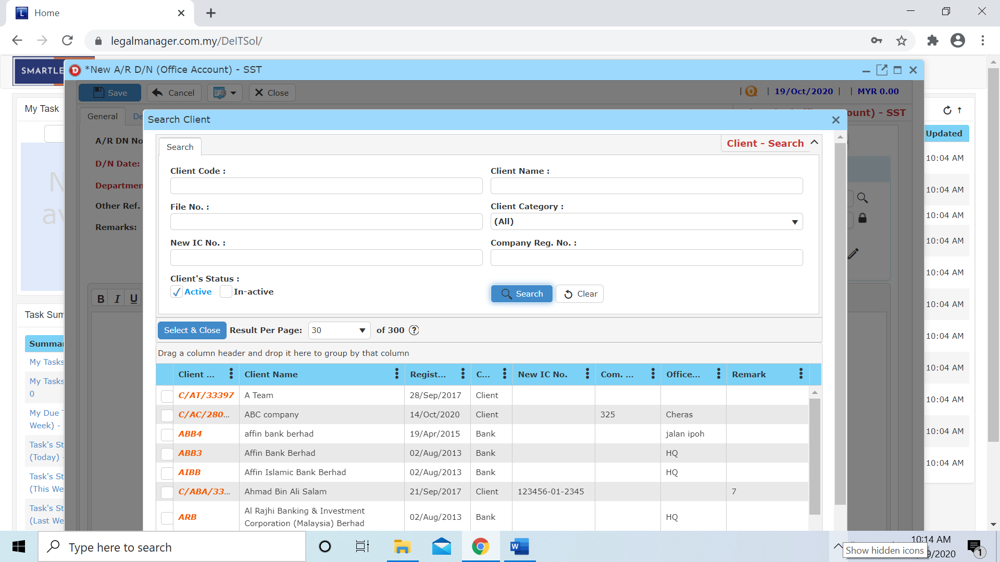 Home
legalmanager.com.my/DelTSol/
SMARTLE
*New A/R D/N (Office Account) - SST
Save Cancel Close
| | 19/Oct/2020 | | MYR 0.00
My Task
General De
ount) - SST
Search Client
Updated
A/R DN No
Search
Client - Search
D/N Date:
Client Code :
Client Name :
10:04 AM
Departmen
10:04 AM
Other Ref.
File No. :
Client Category :
(All)
10:04 AM
Remarks:
New IC No. :
Company Reg. No. :
10:04 AM
Client's Status :
10:04 AM
Active In-active
Search Clear
B I U
10:04 AM
Task Sum
Select & Close Result Per Page: 30 of 300 ?
10:04 AM
Summar
Drag a column header and drop it here to group by that column
My Tasks
10:04 AM
Client ... Client Name Regist... C... New IC No. Com. ... Office... Remark
My Tasks
0
C/AT/33397 A Team 28/Sep/2017 Client
10:04 AM
My Due T
Week) -
C/AC/280... ABC company 14/Oct/2020 Client 325 Cheras
ABB4 affin bank berhad 19/Apr/2015 Bank jalan ipoh
10:04 AM
Task's St
(Today) -
ABB3 Affin Bank Berhad 02/Aug/2013 Bank HQ
10:04 AM
AIBB Affin Islamic Bank Berhad 02/Aug/2013 Bank HQ
Task's St
(This We
C/ABA/33... Ahmad Bin Ali Salam 21/Sep/2017 Client 123456-01-2345 7
Task's St
(Last We
ARB Al Rajhi Banking & Investment
Corporation (Malaysia) Berhad 02/Aug/2013 Bank HQ
Type here to search
10:14 AM
9/2020
Show hidden icons
1